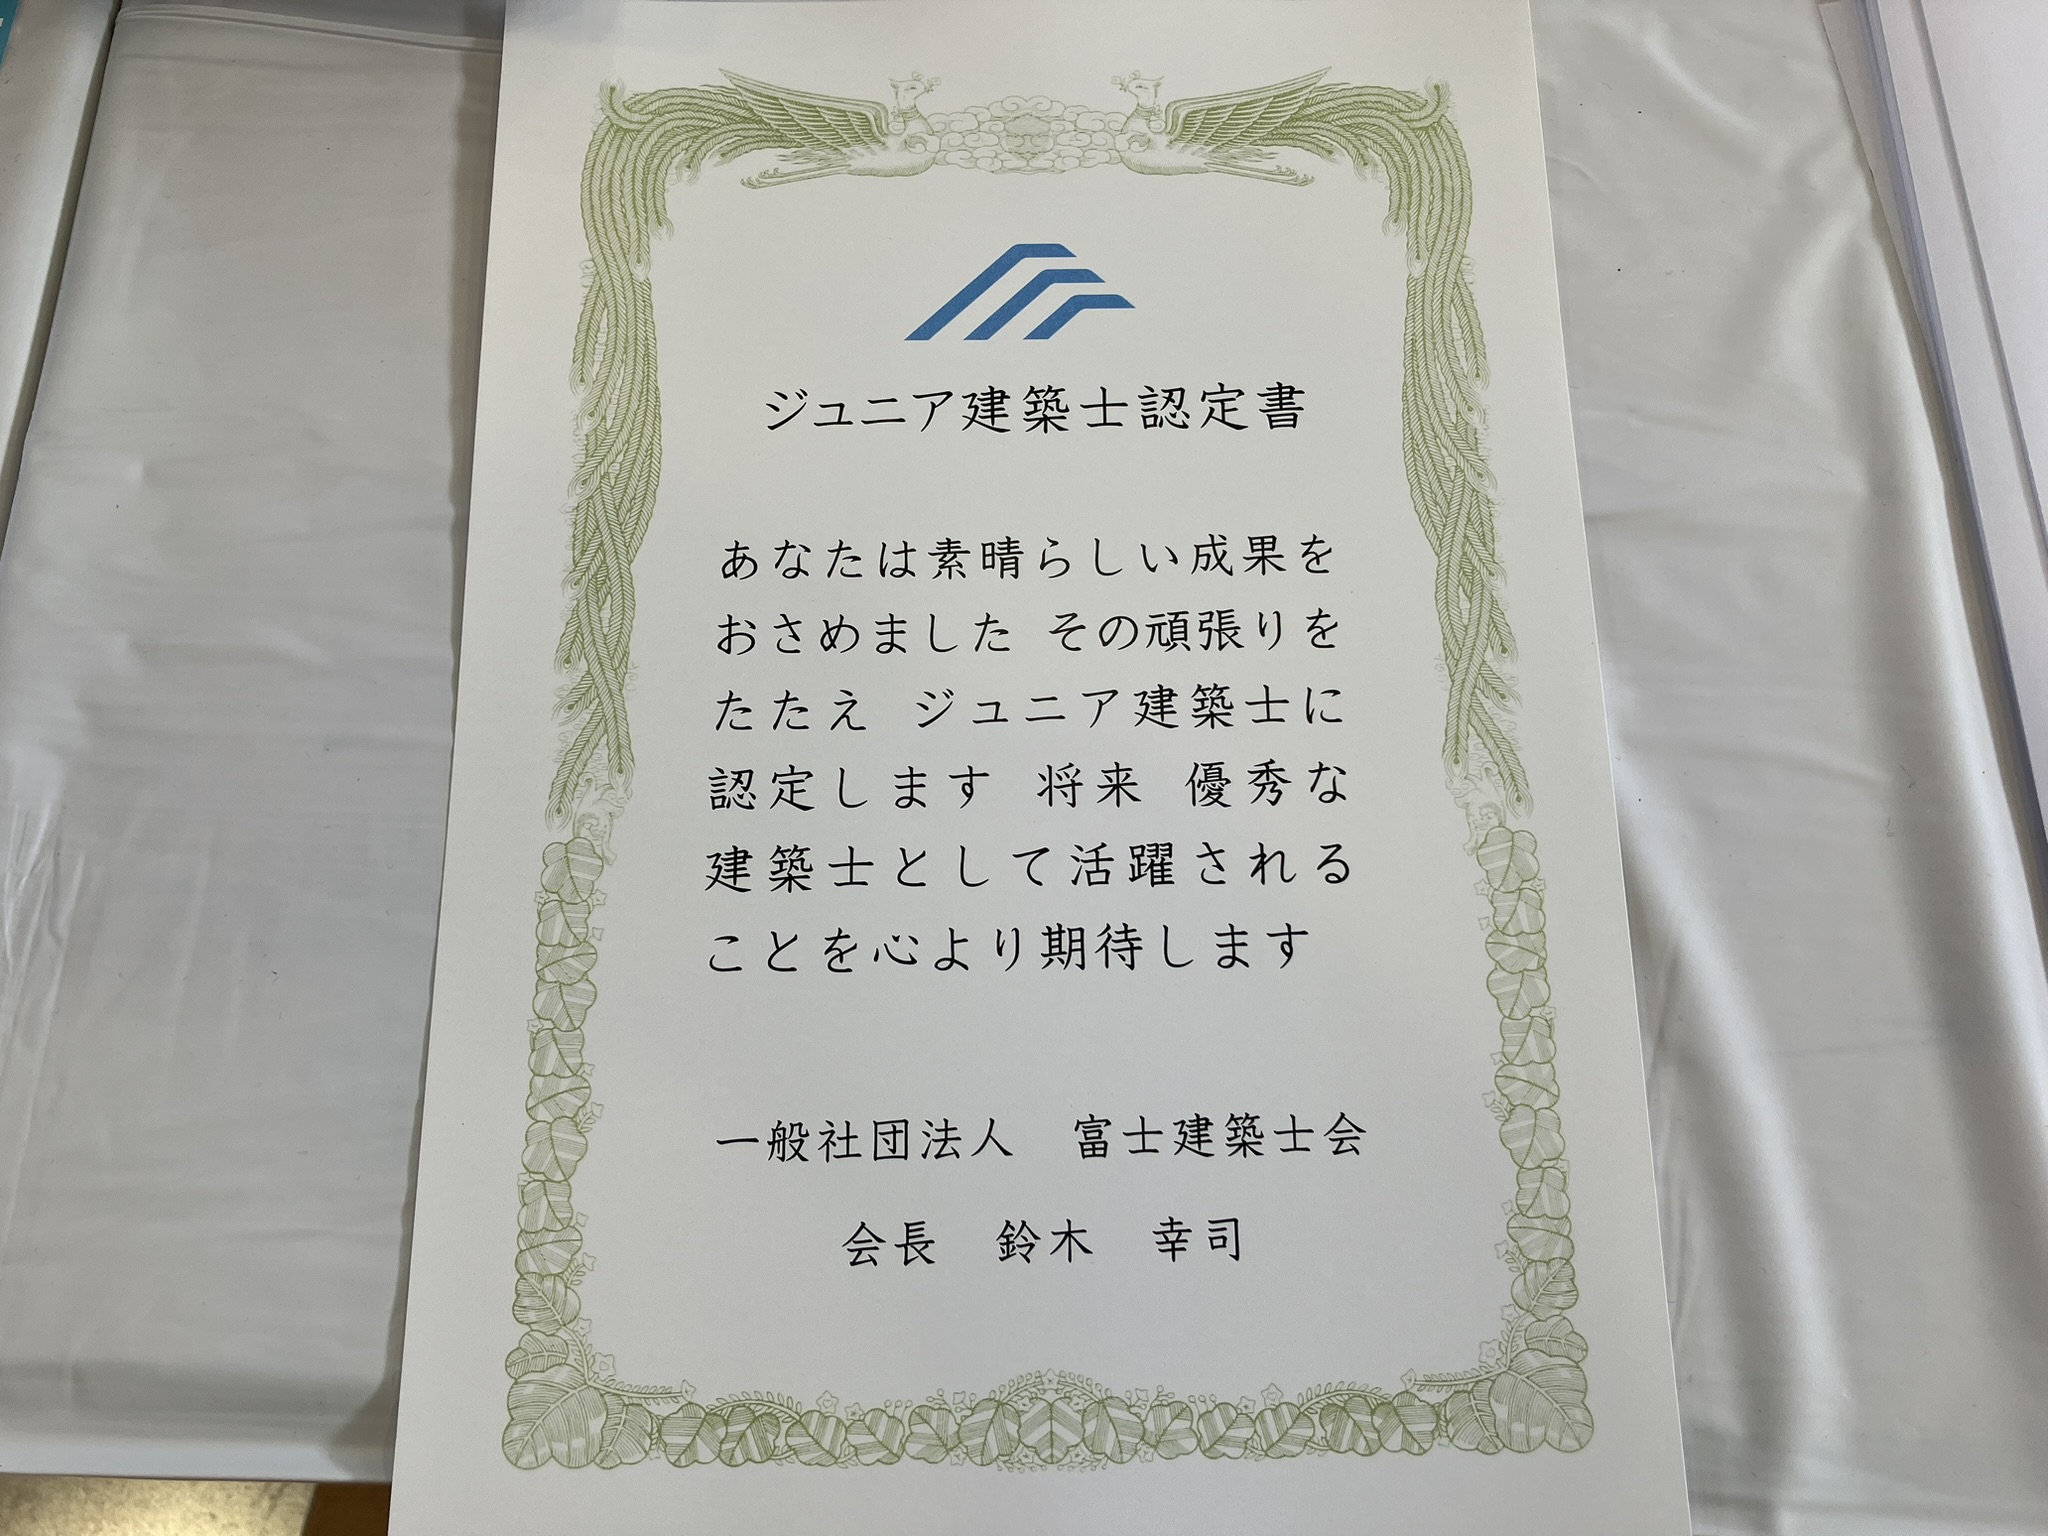 ジュニア建築士認定書
あなたは素晴らしい成果を
おさめました その頑張りを
たたえ ジュニア建築士に
認定します 将来 優秀な
建築士として活躍される
ことを心より期待します
一般社団法人　富士建築士会
会長　鈴木　幸司